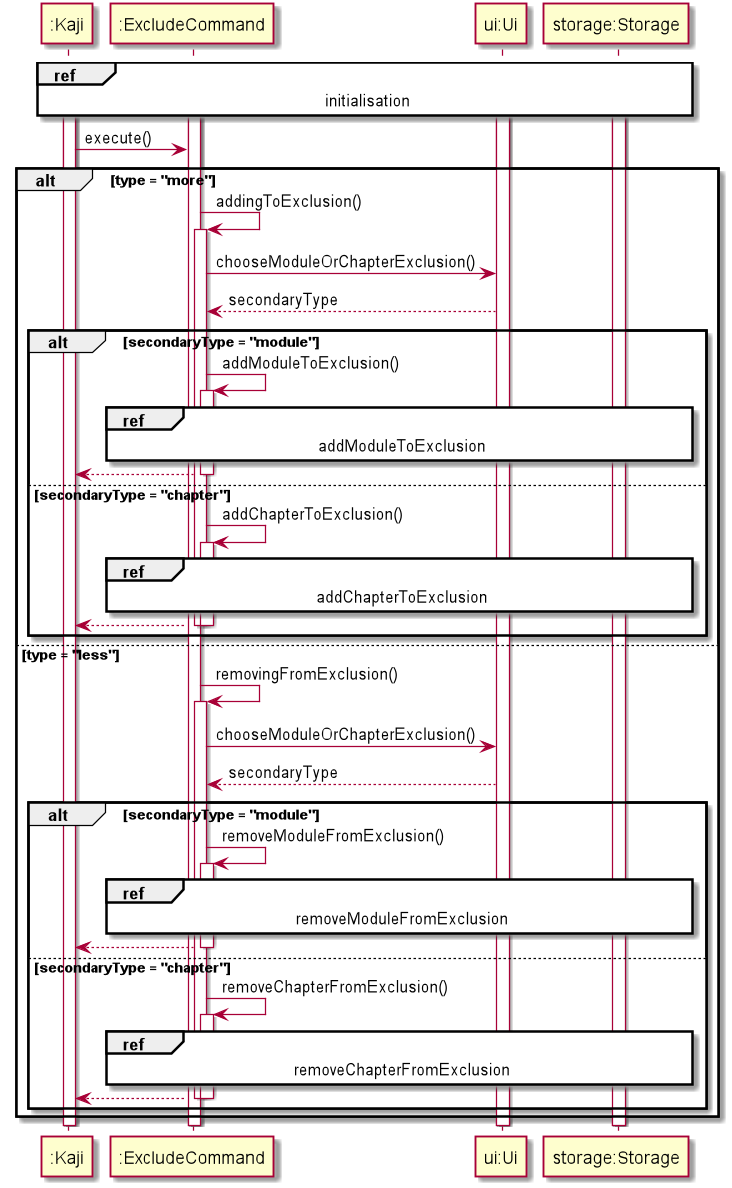 :Kaji :ExcludeCommand ui:Ui storage:Storage
ref
initialisation
execute()
alt [type = "more"]
addingToExclusion()
chooseModuleOrChapterExclusion()
secondaryType
alt [secondaryType = "module"]
addModuleToExclusion()
ref
addModuleToExclusion
[secondaryType = "chapter"]
addChapterToExclusion()
ref
addChapterToExclusion
[type = "less"]
removingFromExclusion()
chooseModuleOrChapterExclusion()
secondaryType
alt [secondaryType = "module"]
removeModuleFromExclusion()
ref
removeModuleFromExclusion
[secondaryType = "chapter"]
removeChapterFromExclusion()
ref
removeChapterFromExclusion
:Kaji :ExcludeCommand ui:Ui storage:Storage